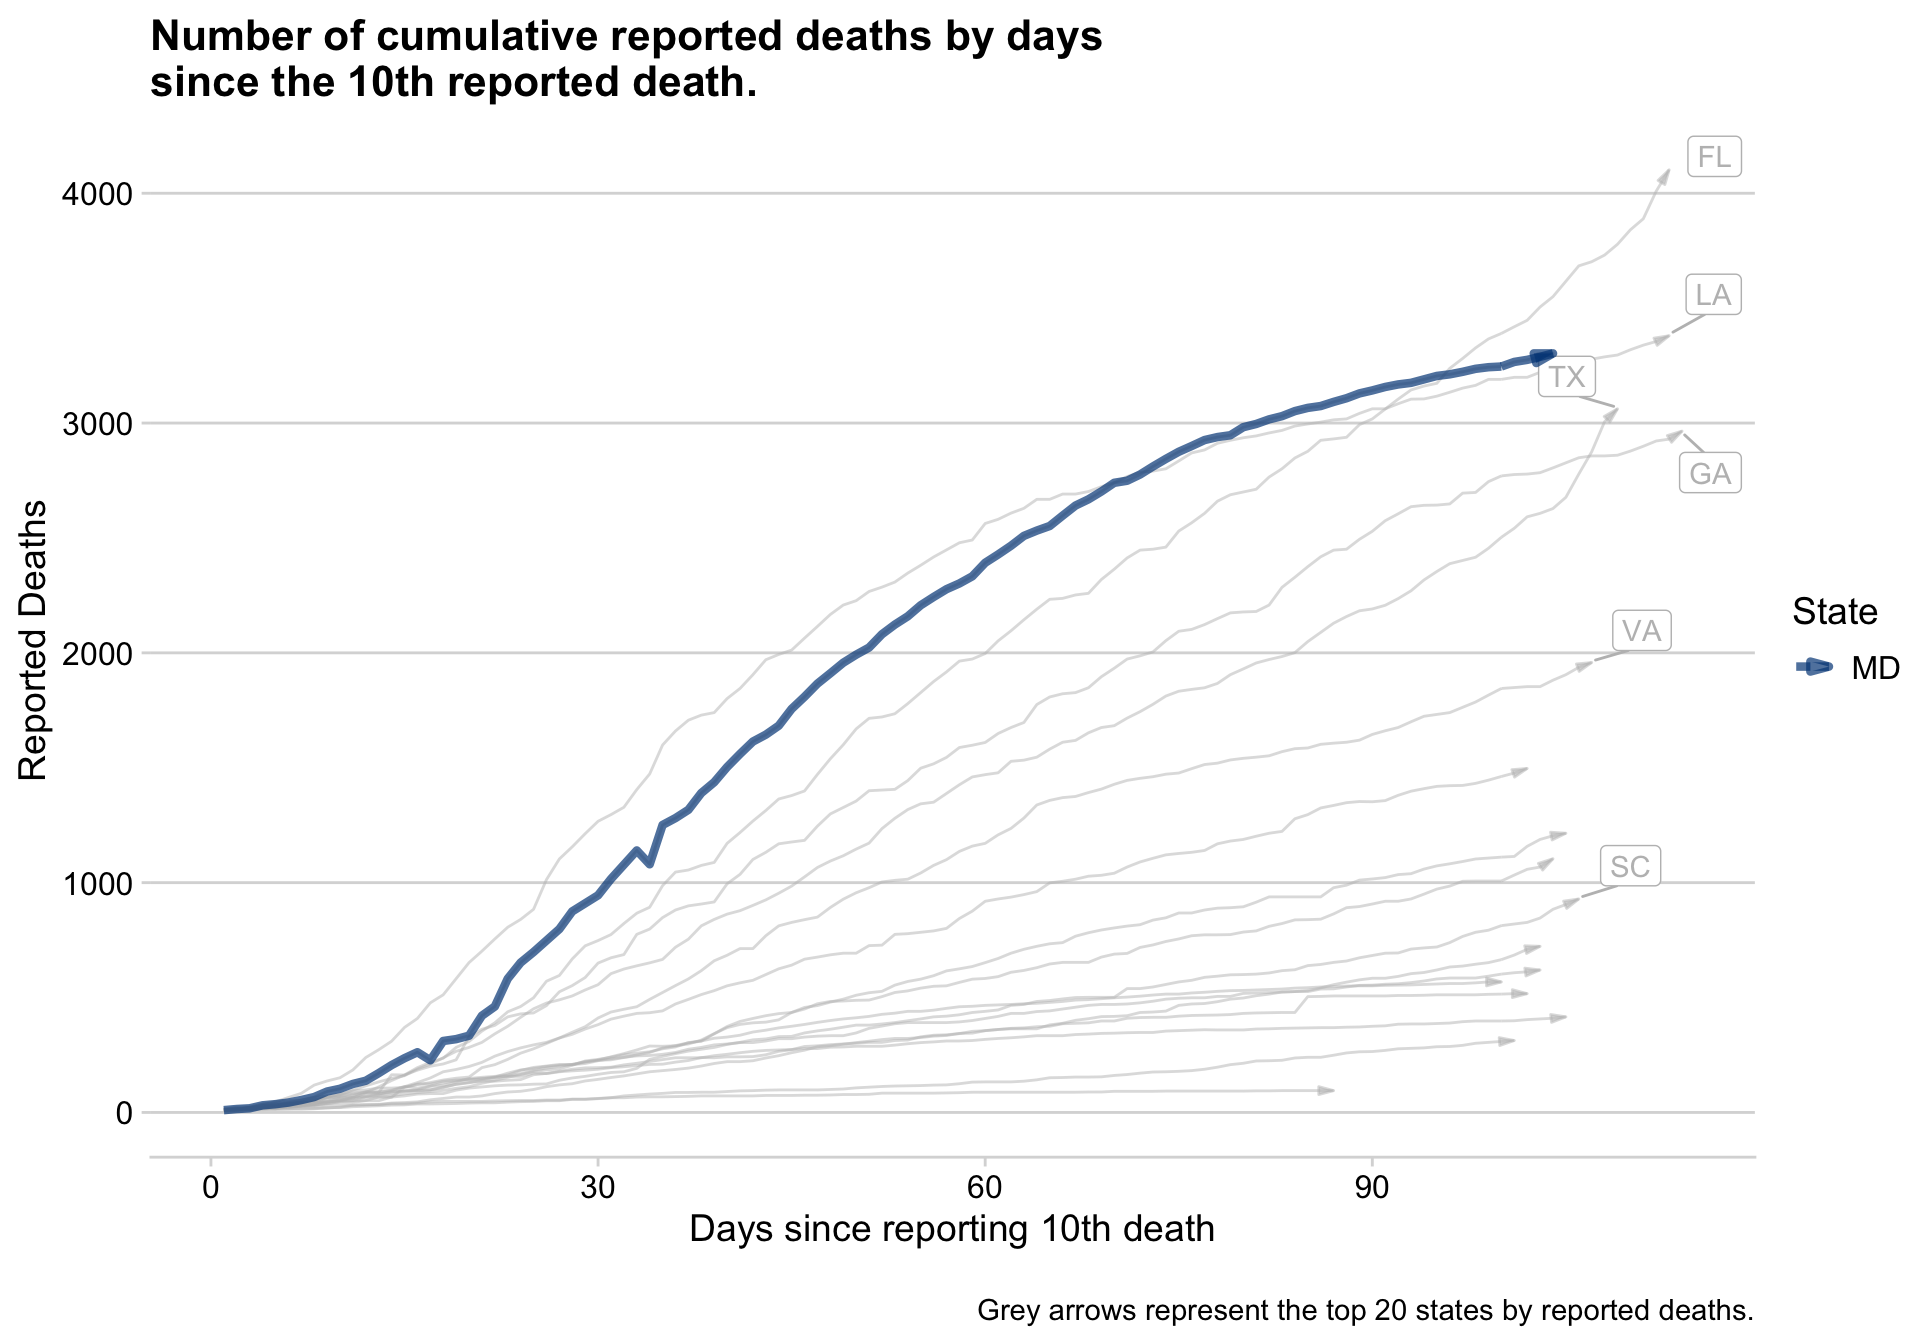 Number of cumulative reported deaths by days
since the 10th reported death.
FL
4000
LA
TX
3000
GA
Reported Deaths
State
VA
2000
MD
SC
1000
0
0 30 60 90
Days since reporting 10th death
Grey arrows represent the top 20 states by reported deaths.